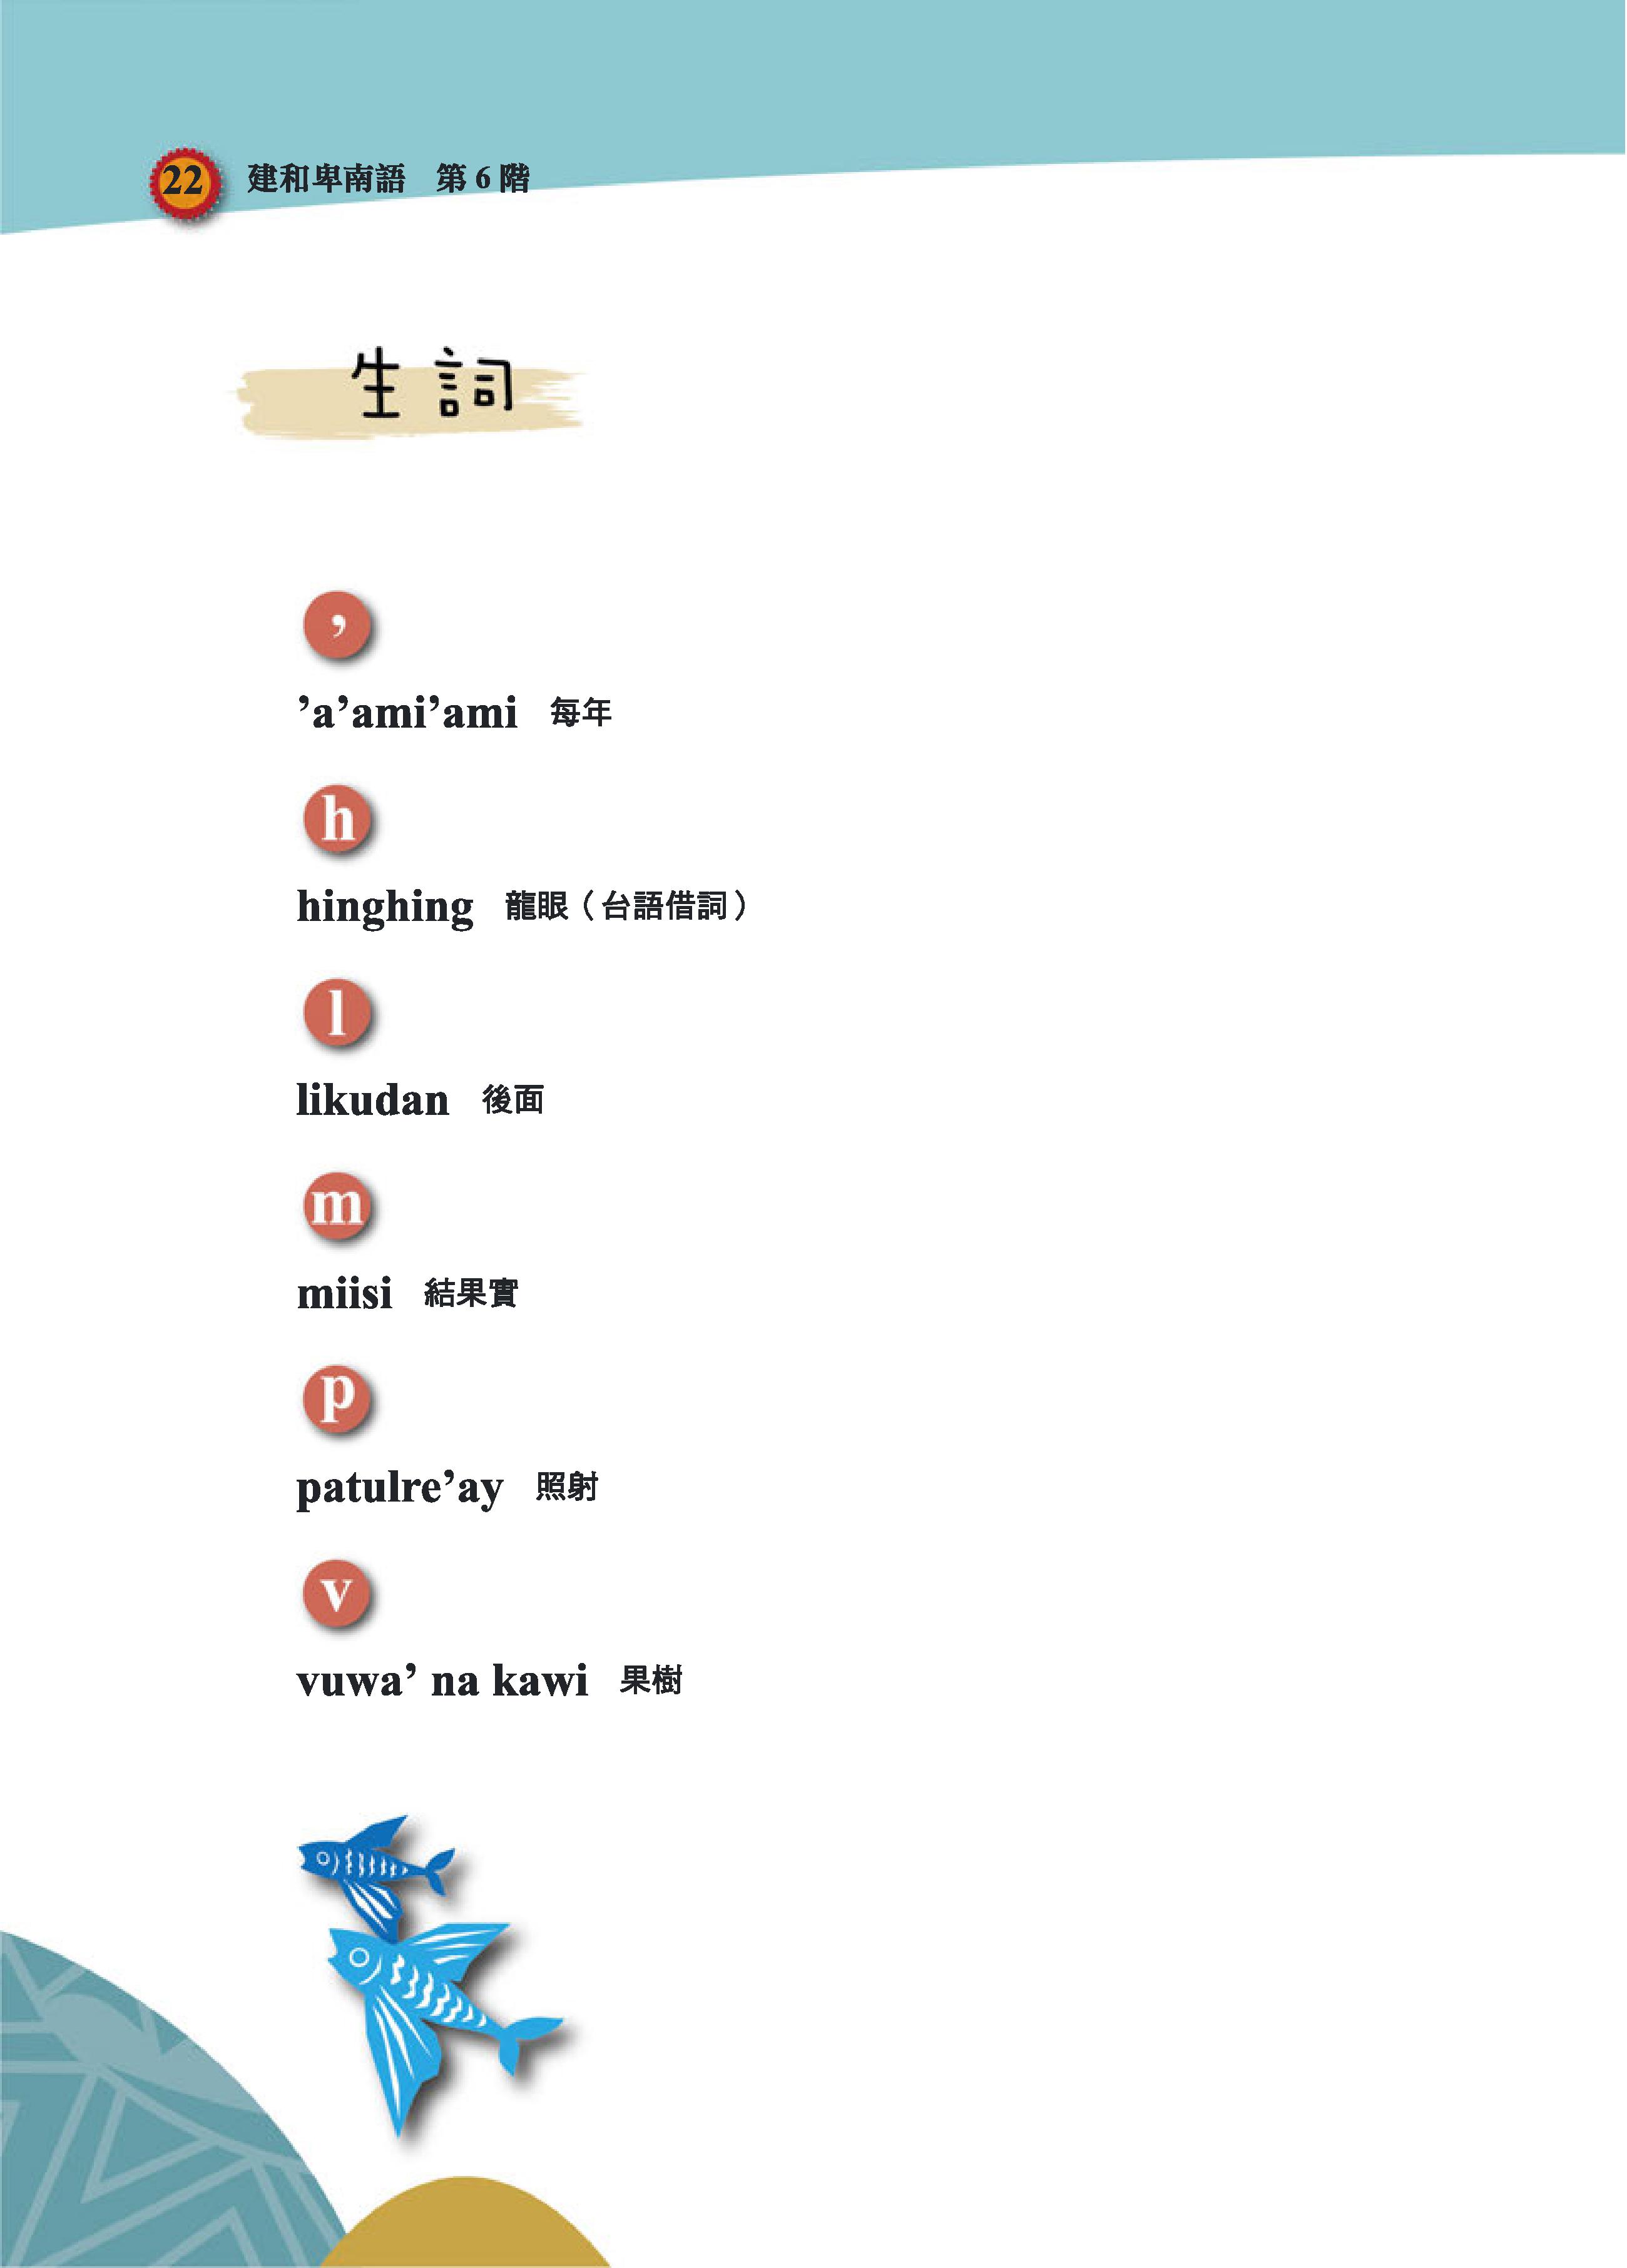 22 建和卑南語 第 6 階
生詞
’
’a’ami’ami 每年
h
hinghing 龍眼（台語借詞）
l
likudan 後面
m
miisi 結果實
p
patulre’ay 照射
v
vuwa’ na kawi 果樹